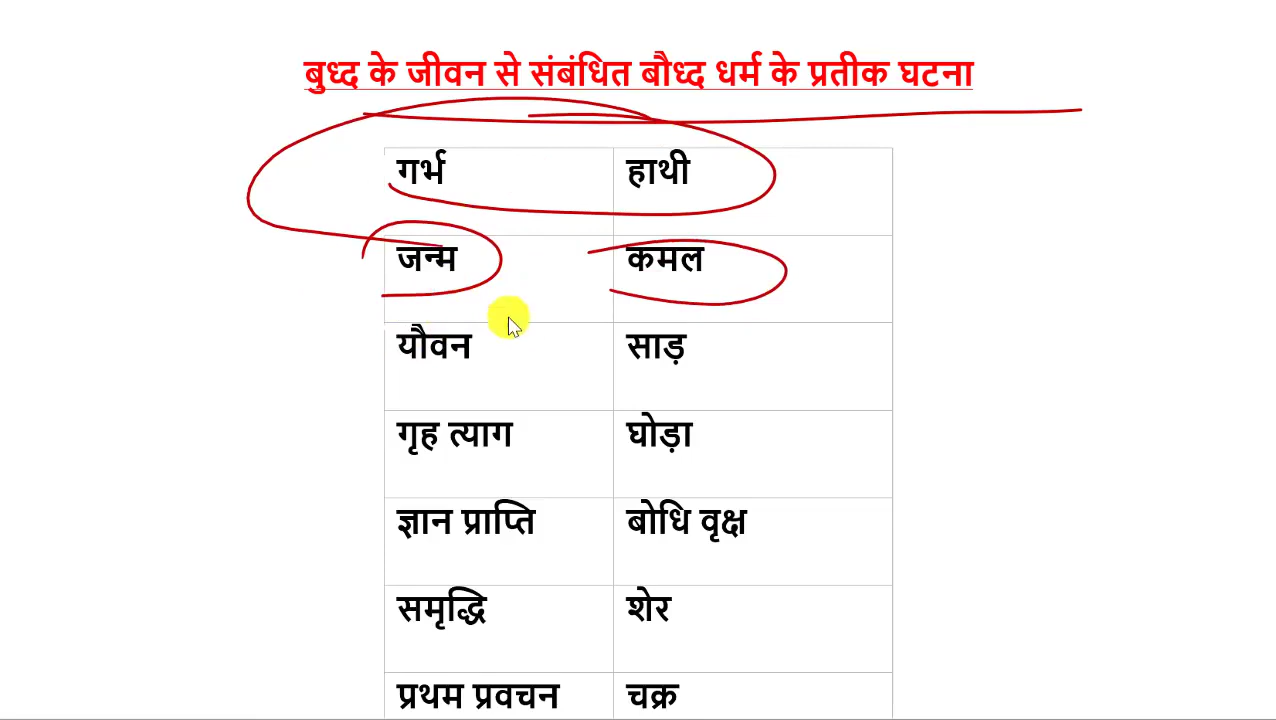 बुध्द के जीवन से संबंधित बौध्द धर्म के प्रतीक घटना
गर्भ हाथी
जन्म कमल
यौवन साड़
गृह त्याग घोड़ा
ज्ञान प्राप्ति बोधि वृक्ष
समृद्धि शेर
प्रथम प्रवचन चक्र